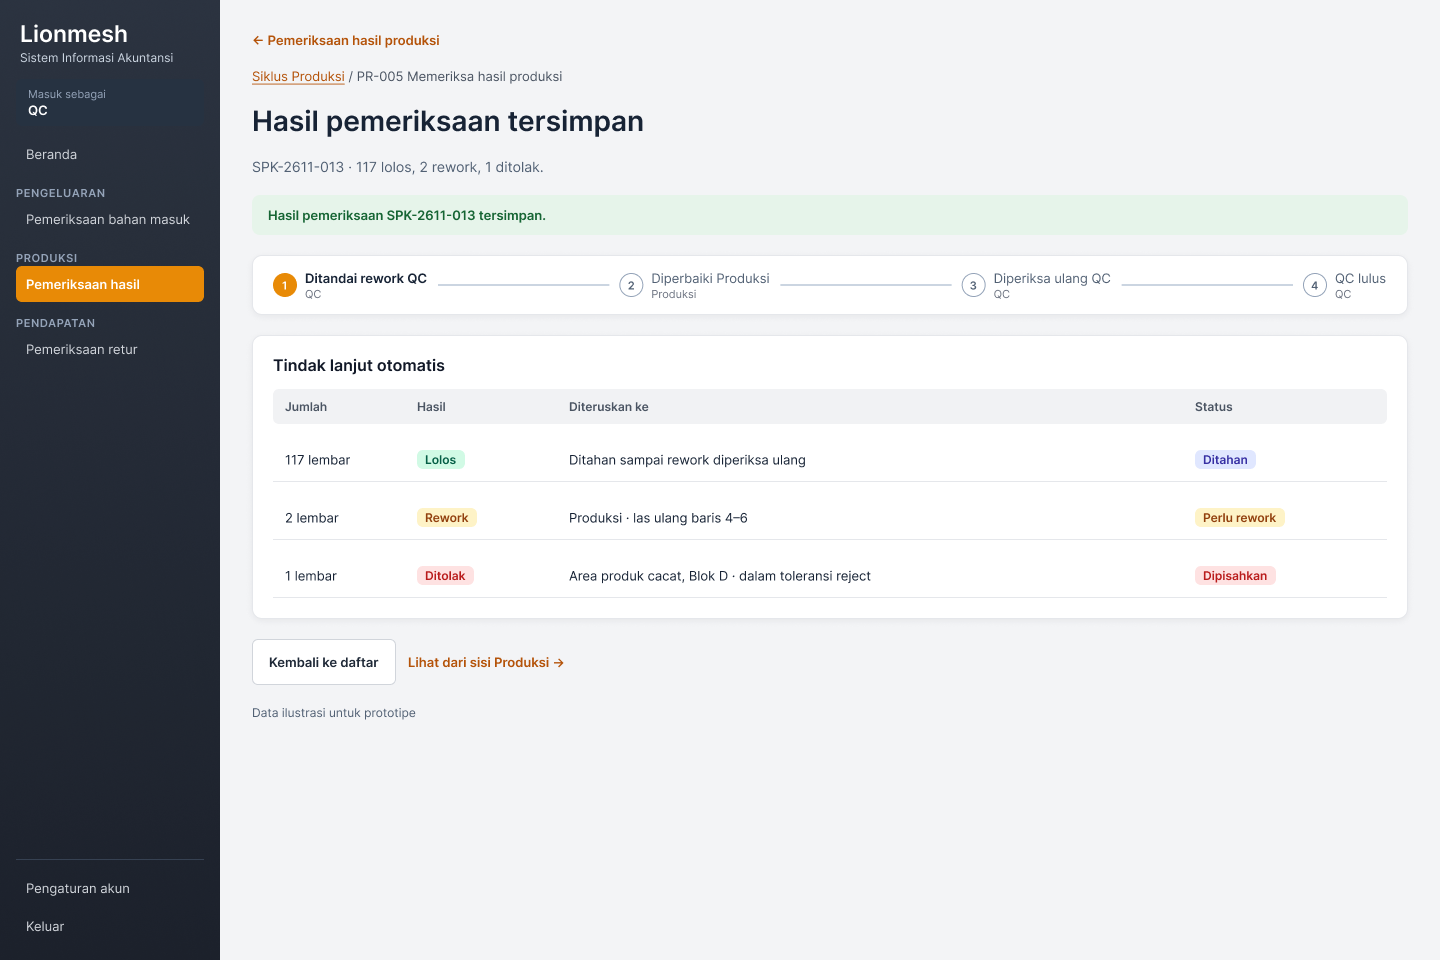 Lionmesh
Sistem Informasi Akuntansi
Masuk sebagai
QC
Beranda
PENGELUARAN
Pemeriksaan bahan masuk
PRODUKSI
Pemeriksaan hasil
PENDAPATAN
Pemeriksaan retur
Pengaturan akun
Keluar
← Pemeriksaan hasil produksi
Siklus Produksi / PR-005 Memeriksa hasil produksi
Hasil pemeriksaan tersimpan
SPK-2611-013 · 117 lolos, 2 rework, 1 ditolak.
Hasil pemeriksaan SPK-2611-013 tersimpan.
1 Ditandai rework QC
QC
2 Diperbaiki Produksi
Produksi
3 Diperiksa ulang QC
QC
4 QC lulus
QC
Tindak lanjut otomatis
Jumlah Hasil Diteruskan ke Status
117 lembar Lolos Ditahan sampai rework diperiksa ulang Ditahan
2 lembar Rework Produksi · las ulang baris 4–6 Perlu rework
1 lembar Ditolak Area produk cacat, Blok D · dalam toleransi reject Dipisahkan
Kembali ke daftar Lihat dari sisi Produksi →
Data ilustrasi untuk prototipe